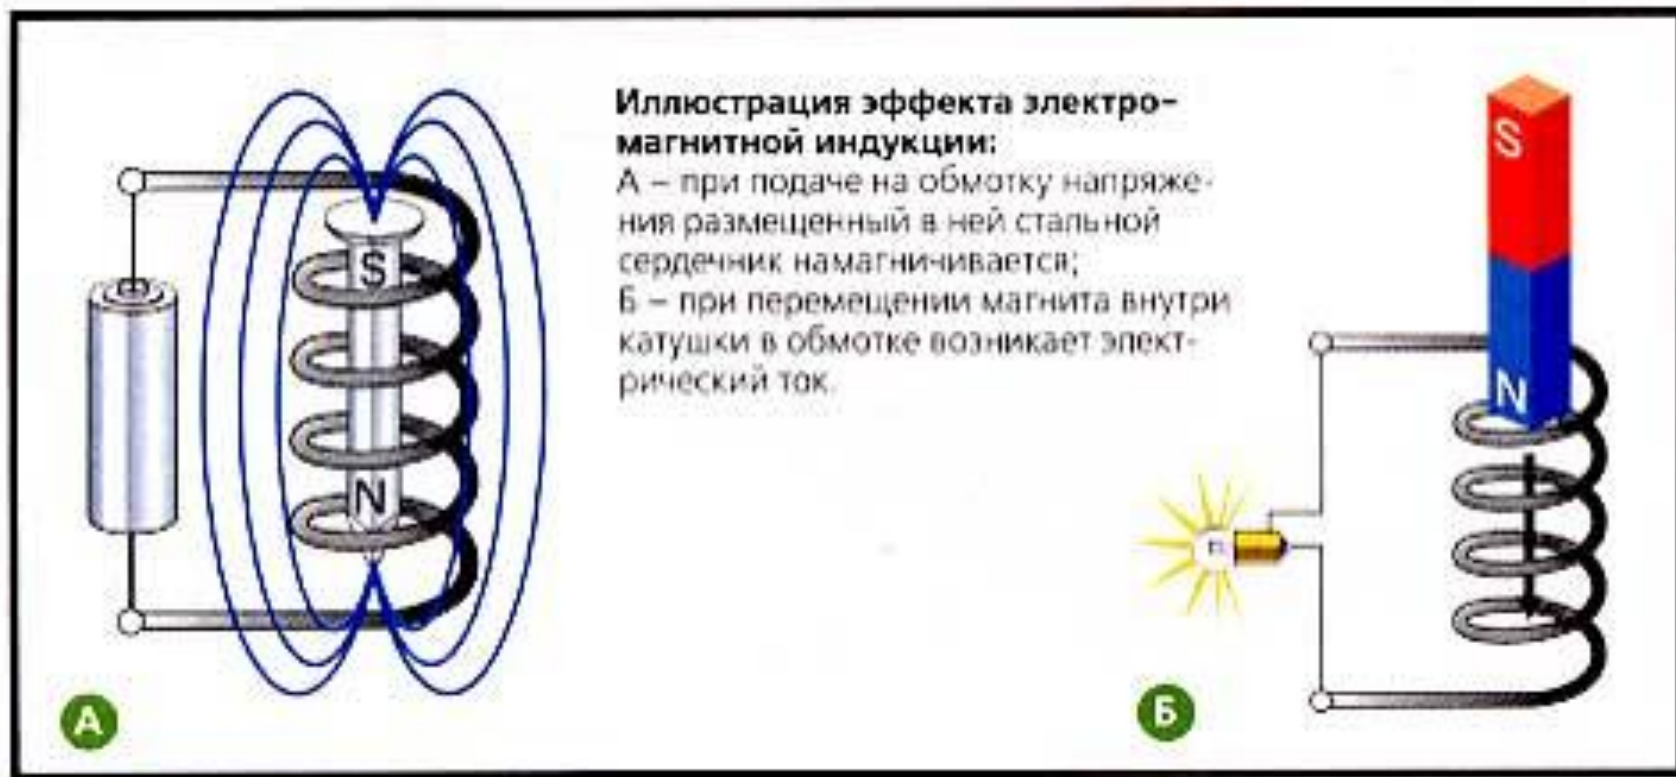 Иллюстрация эффекта электро-
магнитной индукции:
А – при подаче на обмотку напряже-
ния размещенный в ней стальной
сердечник намагничивается;
Б – при перемещении магнита внутри
катушки в обмотке возникает элект-
рический ток.
S
N
А
S
N
Б